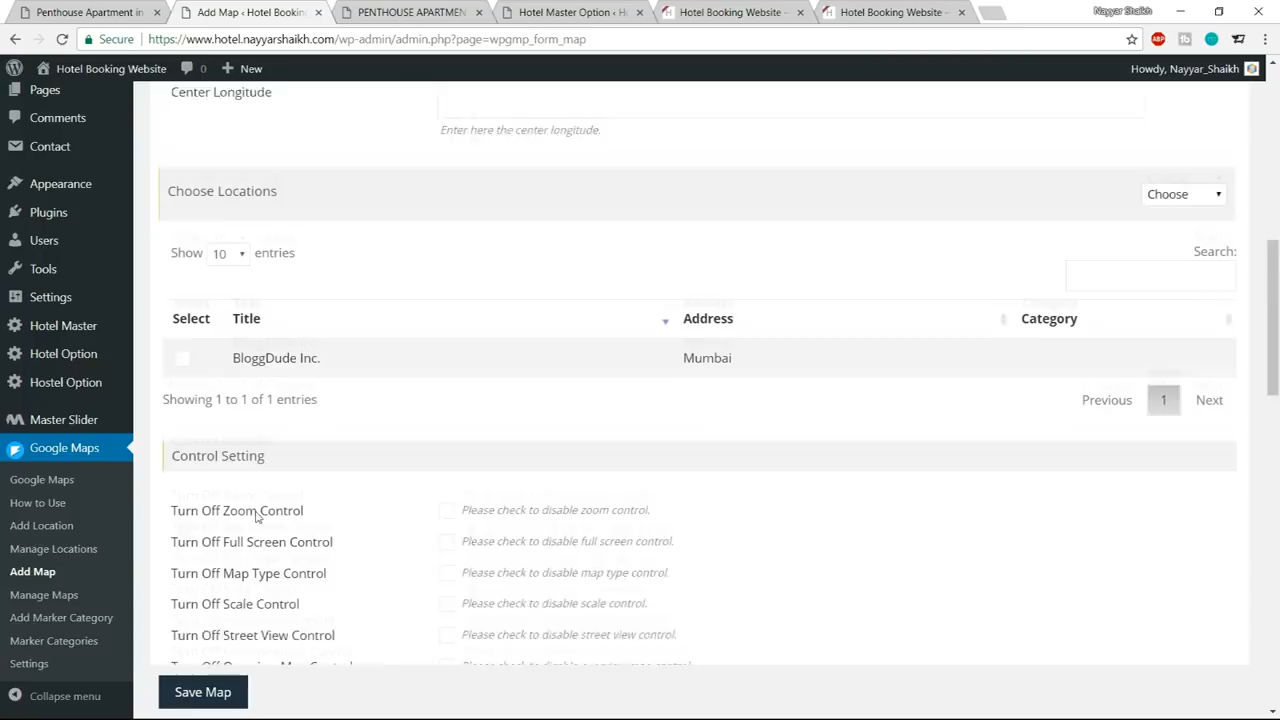 Penthouse Apartment in
Add Map ‹ Hotel Bookin
PENTHOUSE APARTMEN
Hotel Master Option ‹ H
Hotel Booking Website –
Hotel Booking Website –
Nayyar Shaikh
Secure
https://www.hotel.nayyarshaikh.com/wp-admin/admin.php?page=wpgmp_form_map
ABP
Hotel Booking Website
0
+ New
Howdy, Nayyar_Shaikh
Pages
Comments
Contact
Appearance
Plugins
Users
Tools
Settings
Hotel Master
Hotel Option
Hostel Option
Master Slider
Google Maps
Google Maps
How to Use
Add Location
Manage Locations
Add Map
Manage Maps
Add Marker Category
Marker Categories
Settings
Collapse menu
Center Longitude
Enter here the center longitude.
Choose Locations
Choose
Show 10 entries
Search:
Select Title Address Category
BloggDude Inc. Mumbai
Showing 1 to 1 of 1 entries
Previous 1 Next
Control Setting
Turn Off Zoom Control Please check to disable zoom control.
Turn Off Full Screen Control Please check to disable full screen control.
Turn Off Map Type Control Please check to disable map type control.
Turn Off Scale Control Please check to disable scale control.
Turn Off Street View Control Please check to disable street view control.
Save Map